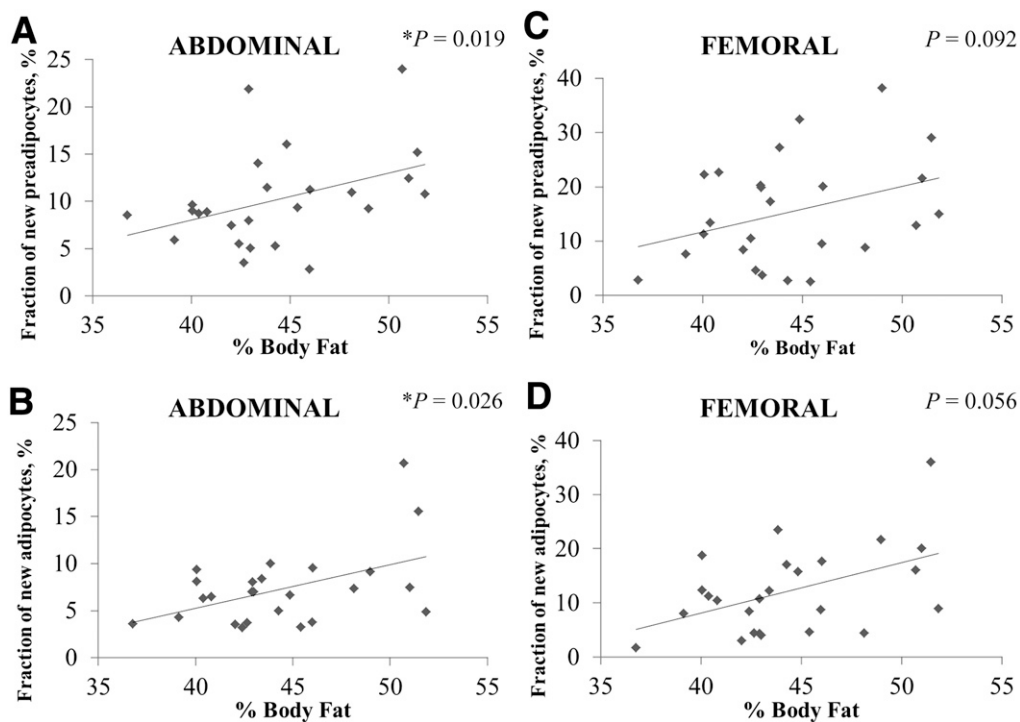 A
ABDOMINAL
*P = 0.019
Fraction of new preadipocytes, %
25
20
15
10
5
0
35 40 45 50 55
% Body Fat
C
FEMORAL
P = 0.092
Fraction of new preadipocytes, %
40
30
20
10
0
35 40 45 50 55
% Body Fat
B
ABDOMINAL
*P = 0.026
Fraction of new adipocytes, %
25
20
15
10
5
0
35 40 45 50 55
% Body Fat
D
FEMORAL
P = 0.056
Fraction of new adipocytes, %
40
30
20
10
0
35 40 45 50 55
% Body Fat